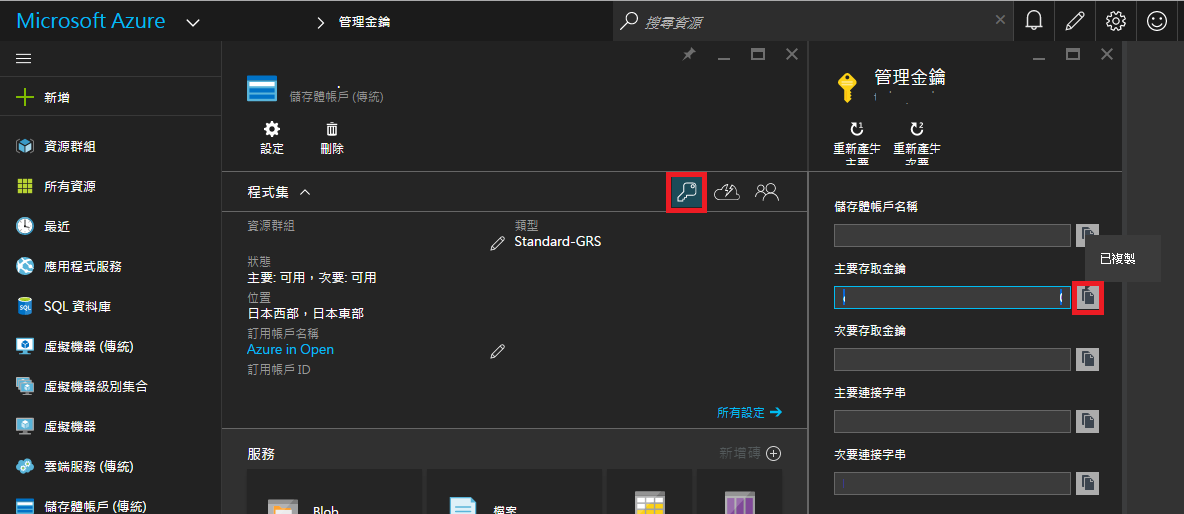 Microsoft Azure
管理金鑰
搜尋資源
新增
資源群組
所有資源
最近
應用程式服務
SQL 資料庫
虛擬機器 (傳統)
虛擬機器級別集合
虛擬機器
雲端服務 (傳統)
儲存體帳戶 (傳統)
儲存體帳戶 (傳統)
設定
刪除
程式集
資源群組
類型
Standard-GRS
狀態
主要: 可用，次要: 可用
位置
日本西部，日本東部
訂用帳戶名稱
Azure in Open
訂用帳戶 ID
所有設定
服務
新增磚
Blob
檔案
管理金鑰
重新產生
主要
重新產生
次要
儲存體帳戶名稱
已複製
主要存取金鑰
次要存取金鑰
主要連接字串
次要連接字串